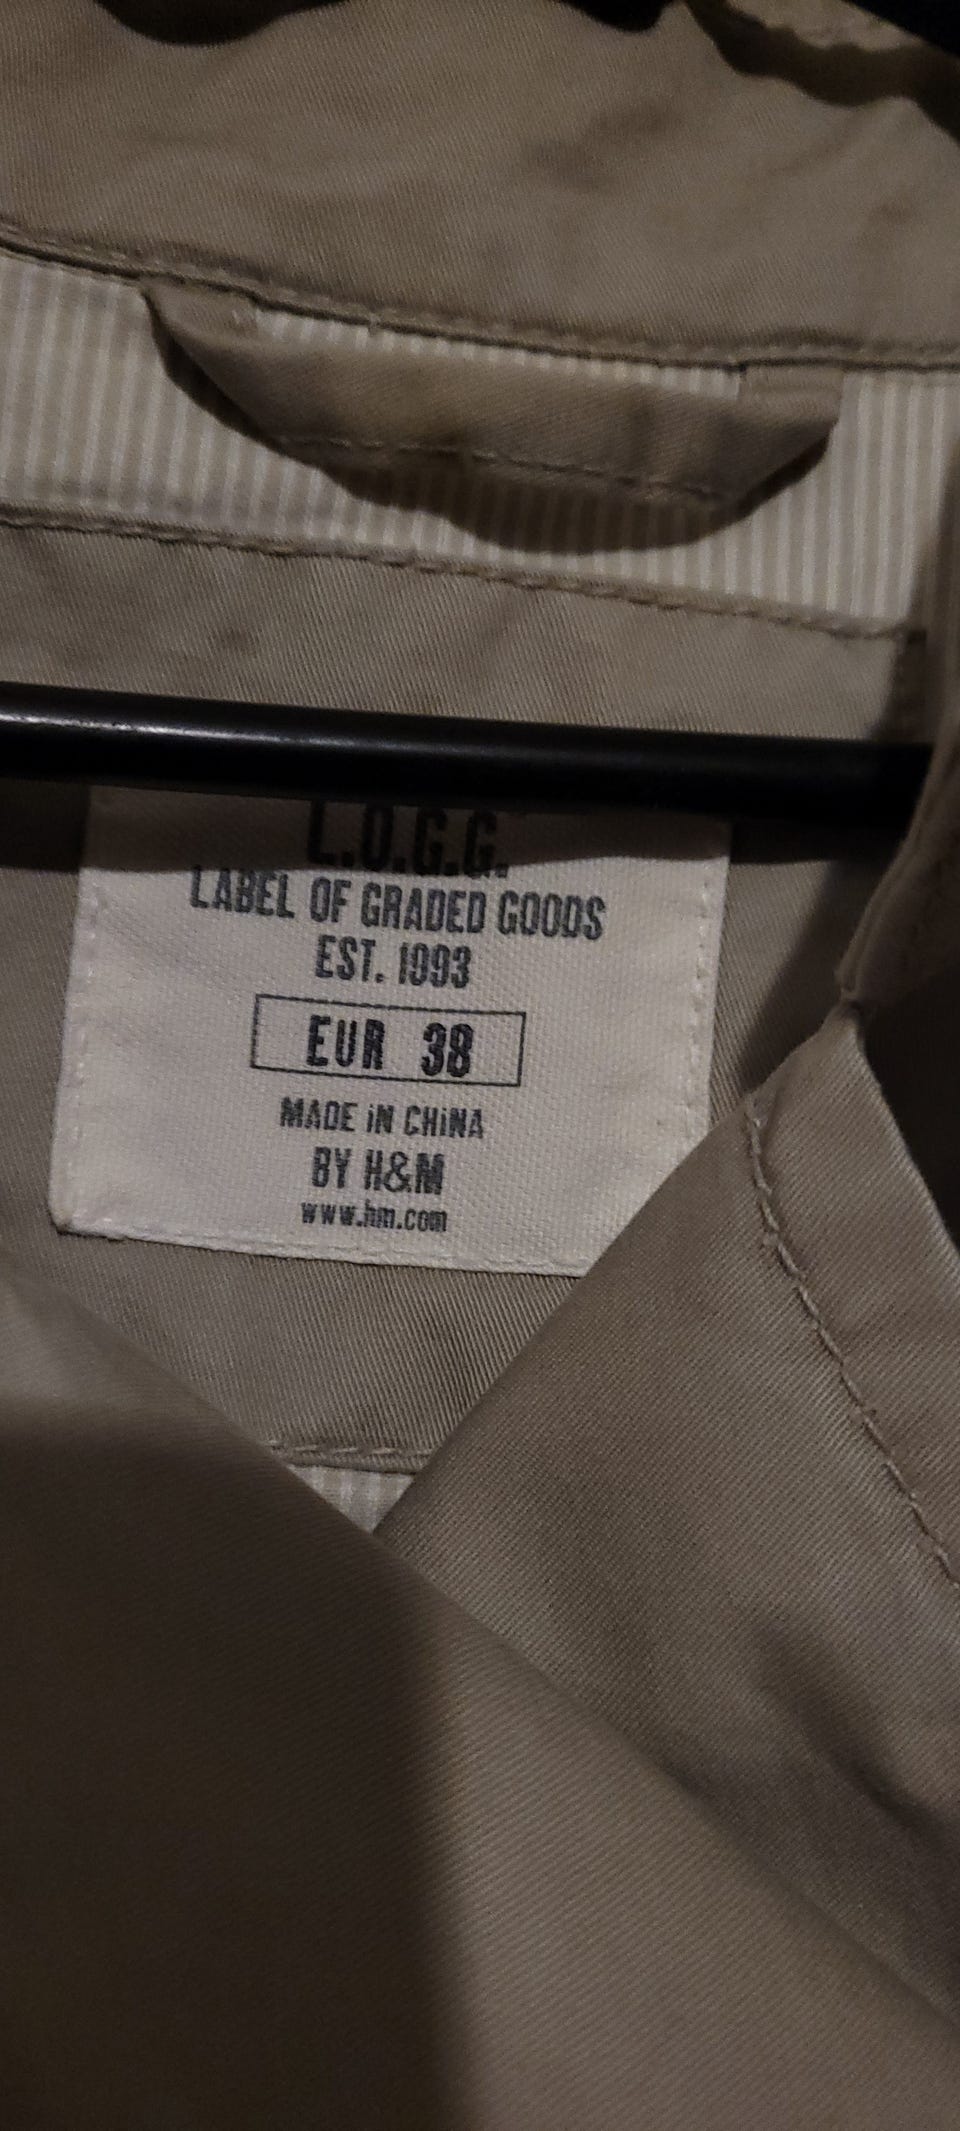 L.O.G.G.
LABEL OF GRADED GOODS
EST. 1993
EUR 38
MADE iN CHiNA
BY H&M
www.hm.com